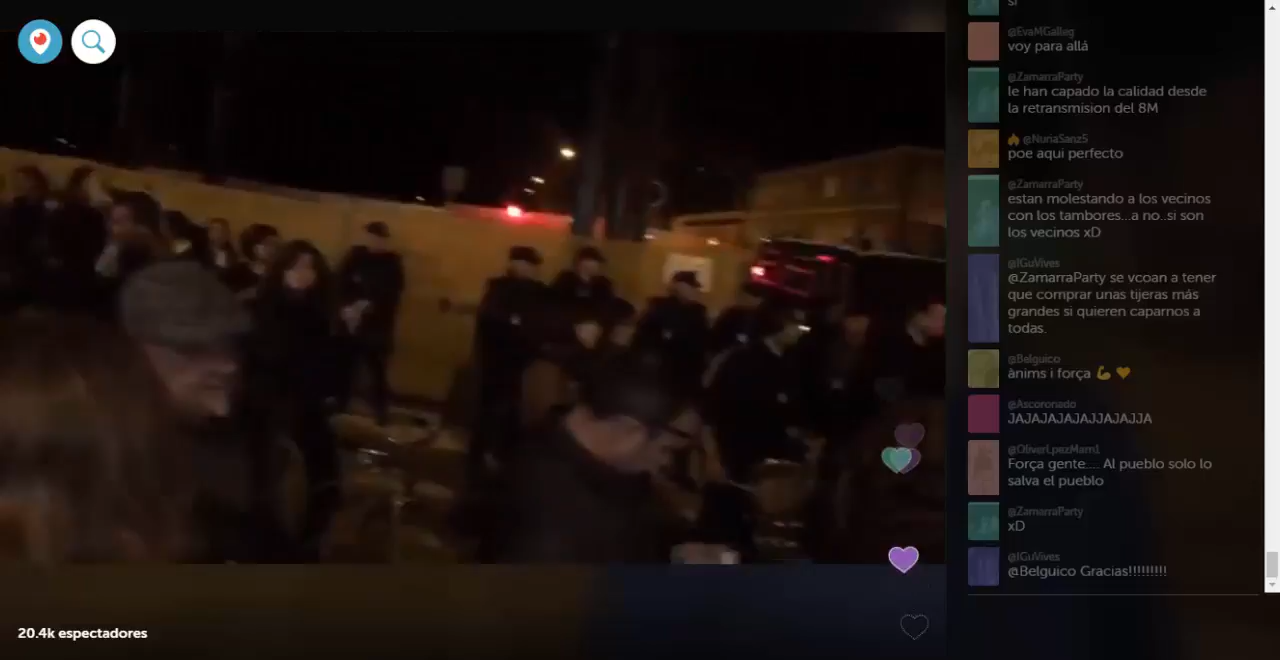 si
@EvaMGalleg
voy para allá
@ZamarraParty
le han capado la calidad desde
la retransmision del 8M
@NuriaSanz5
poe aqui perfecto
@ZamarraParty
estan molestando a los vecinos
con los tambores...a no..si son
los vecinos xD
@IGuVives
@ZamarraParty se vcoan a tener
que comprar unas tijeras más
grandes si quieren caparnos a
todas.
@Belguico
ànims i força 💪 ❤
@Ascoronado
JAJAJAJAJAJJAJAJJA
@OliverLpezMam1
Força gente.... Al pueblo solo lo
salva el pueblo
@ZamarraParty
xD
@IGuVives
@Belguico Gracias!!!!!!!!!
20.4k espectadores